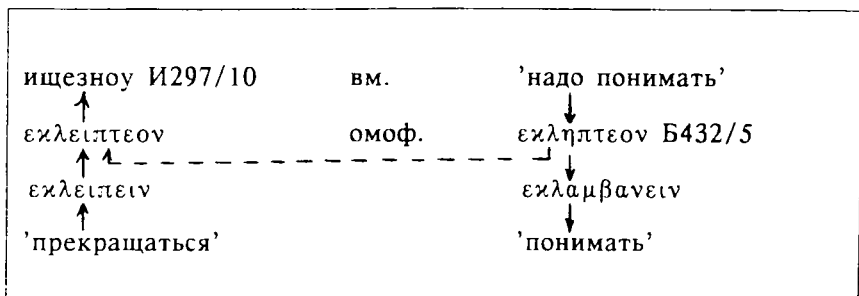 ищезноу И297/10 вм. 'надо понимать'
εκλειπτεον омоф. εκληπτεον Б432/5
εκλειπειν εκλαμβανειν
'прекращаться' 'понимать'